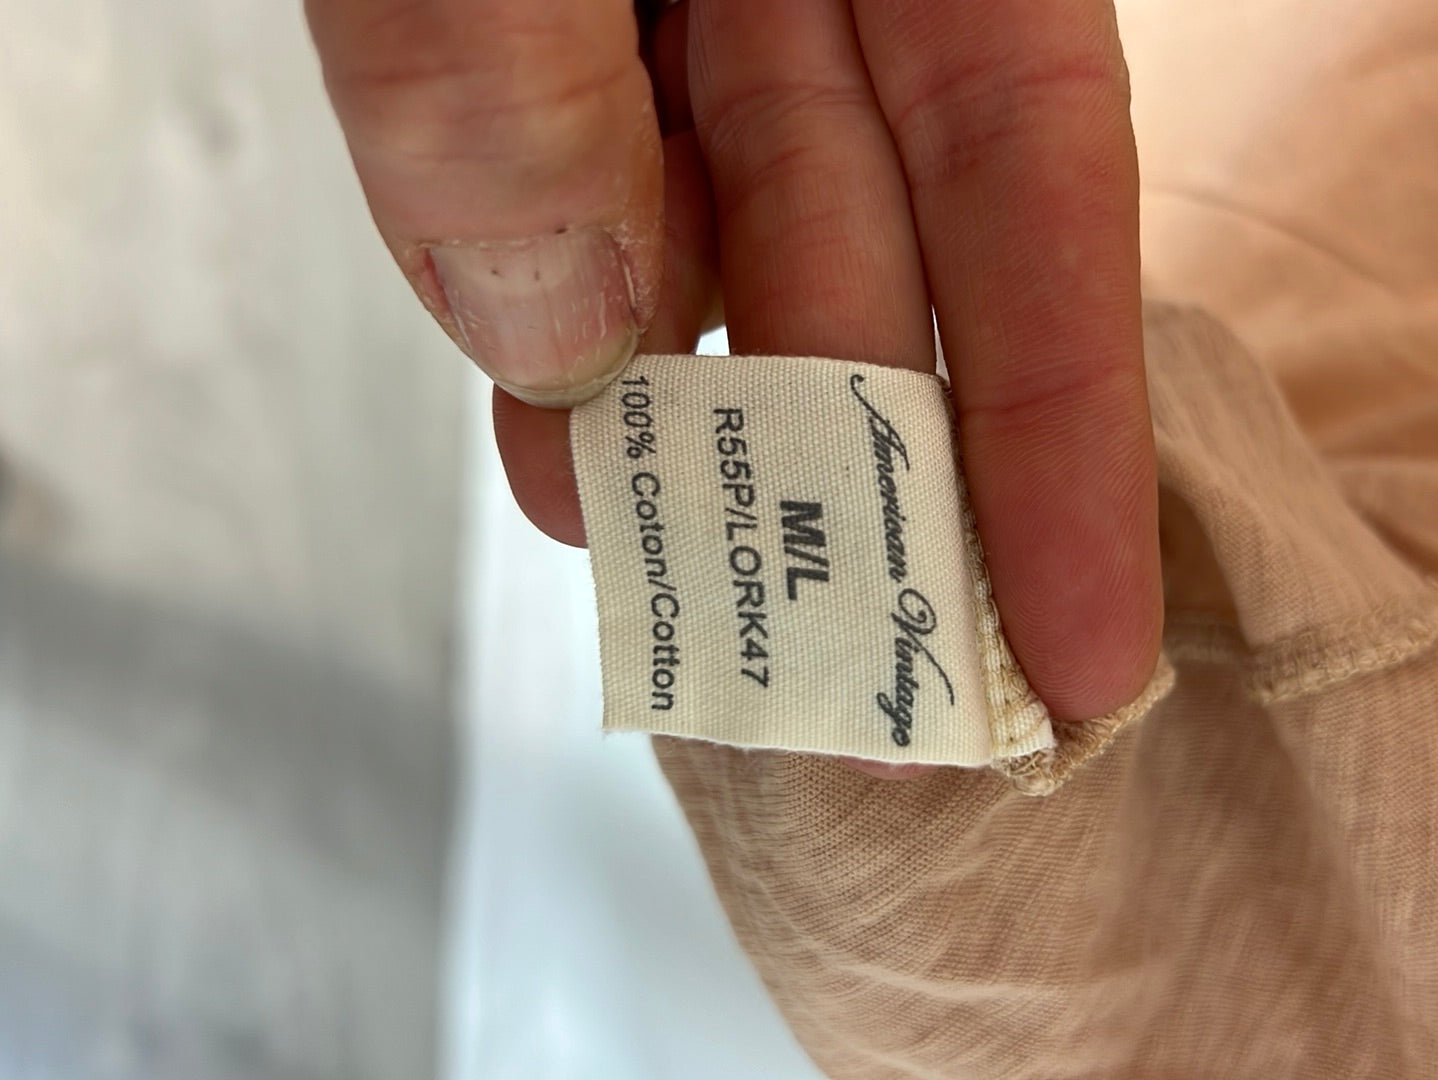 American Vintage
M/L
R55P/LORK47
100% Coton/Cotton